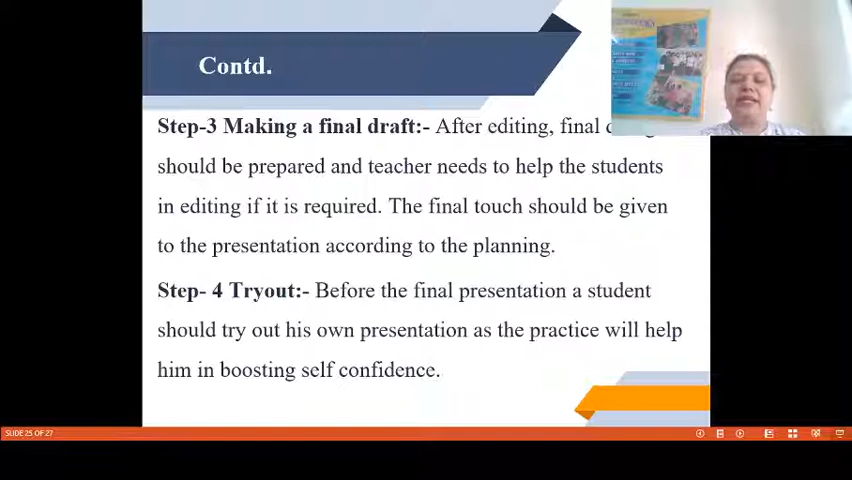 Contd.
Step-3 Making a final draft:- After editing, final
should be prepared and teacher needs to help the students
in editing if it is required. The final touch should be given
to the presentation according to the planning.
Step- 4 Tryout:- Before the final presentation a student
should try out his own presentation as the practice will help
him in boosting self confidence.
SLIDE 25 OF 27